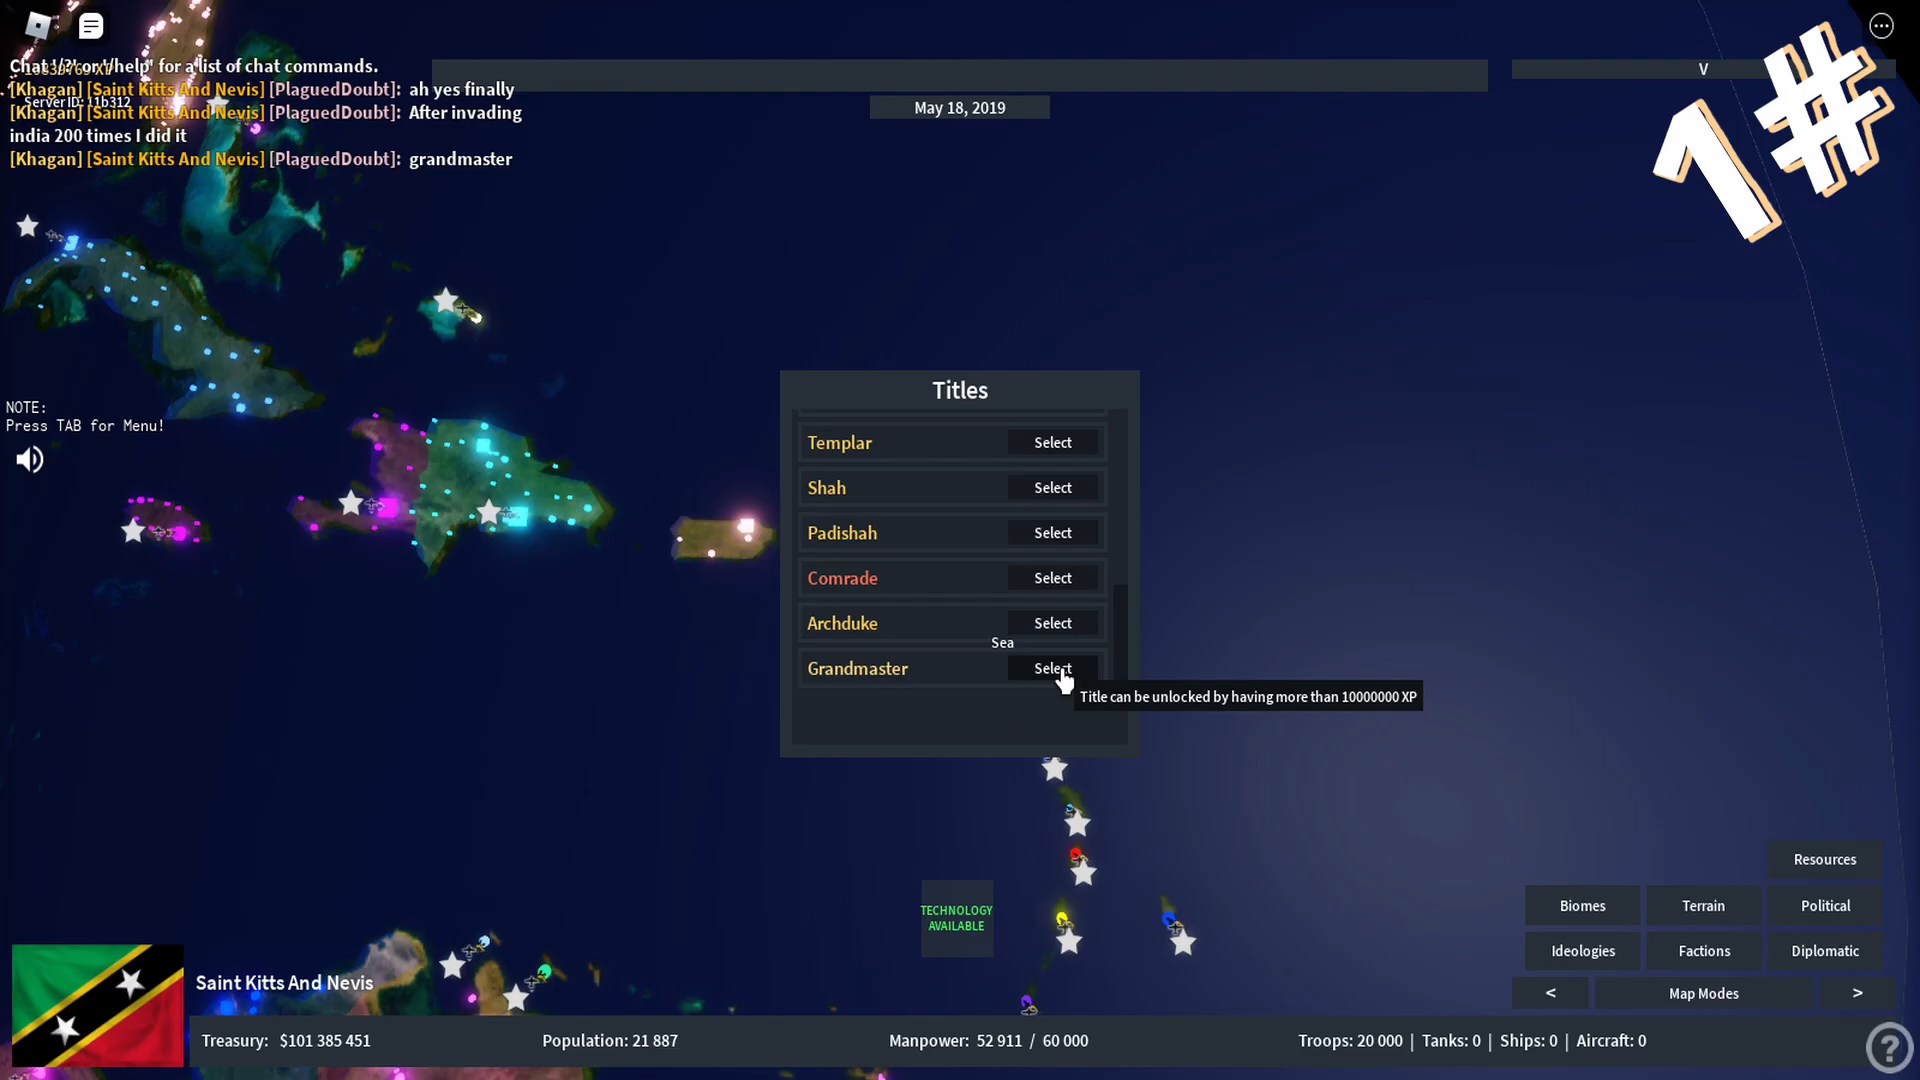 Chat '/?' or '/help' for a list of chat commands.
[Khagan] [Saint Kitts And Nevis] [PlaguedDoubt]: ah yes finally
Server ID: 11b312
[Khagan] [Saint Kitts And Nevis] [PlaguedDoubt]: After invading
india 200 times I did it
[Khagan] [Saint Kitts And Nevis] [PlaguedDoubt]: grandmaster
May 18, 2019
V
1#
NOTE:
Press TAB for Menu!
Titles
Templar Select
Shah Select
Padishah Select
Comrade Select
Archduke Select
Sea
Grandmaster Select
Title can be unlocked by having more than 10000000 XP
TECHNOLOGY
AVAILABLE
Resources
Biomes Terrain Political
Ideologies Factions Diplomatic
< Map Modes >
Saint Kitts And Nevis
Treasury: $101 385 451 Population: 21 887 Manpower: 52 911 / 60 000 Troops: 20 000 | Tanks: 0 | Ships: 0 | Aircraft: 0
?